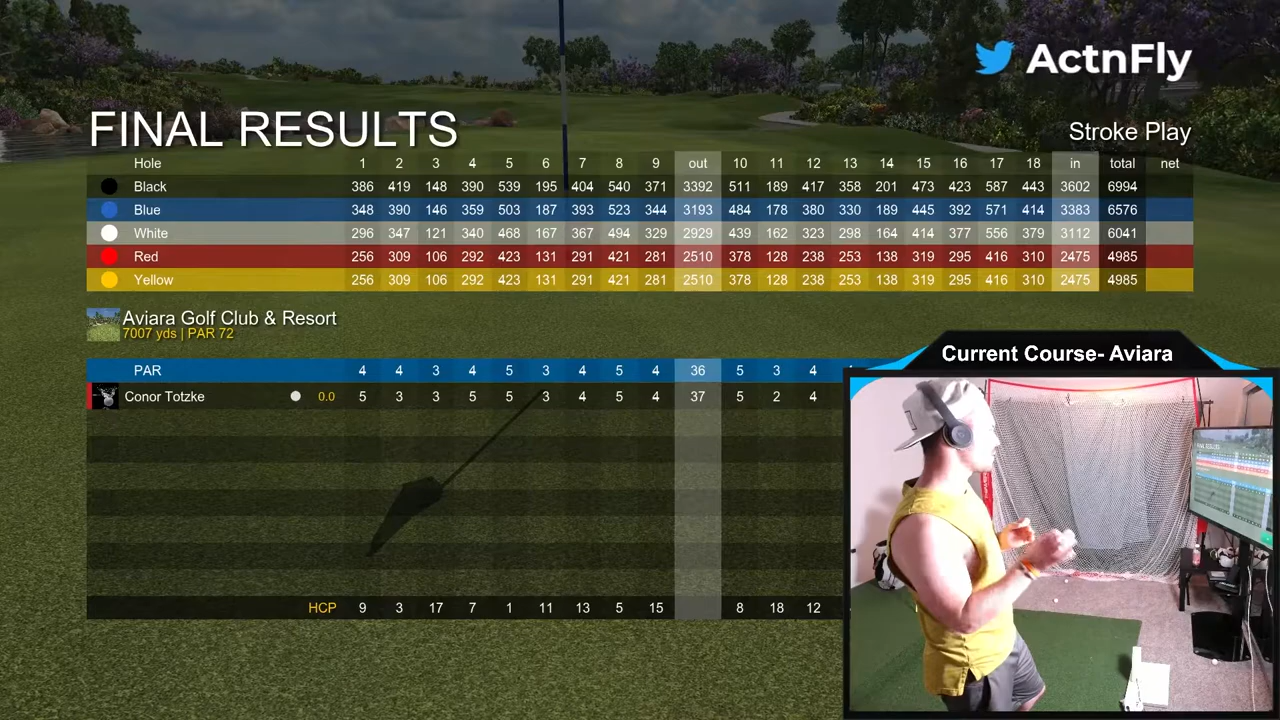 ActnFly
FINAL RESULTS
Stroke Play
Hole 1 2 3 4 5 6 7 8 9 out 10 11 12 13 14 15 16 17 18 in total net
Black 386 419 148 390 539 195 404 540 371 3392 511 189 417 358 201 473 423 587 443 3602 6994
Blue 348 390 146 359 503 187 393 523 344 3193 484 178 380 330 189 445 392 571 414 3383 6576
White 296 347 121 340 468 167 367 494 329 2929 439 162 323 298 164 414 377 556 379 3112 6041
Red 256 309 106 292 423 131 291 421 281 2510 378 128 238 253 138 319 295 416 310 2475 4985
Yellow 256 309 106 292 423 131 291 421 281 2510 378 128 238 253 138 319 295 416 310 2475 4985
Aviara Golf Club & Resort
7007 yds | PAR 72
Current Course- Aviara
PAR 4 4 3 4 5 3 4 5 4 36 5 3 4
Conor Totzke 0.0 5 3 3 5 5 3 4 5 4 37 5 2 4
HCP 9 3 17 7 1 11 13 5 15 8 18 12